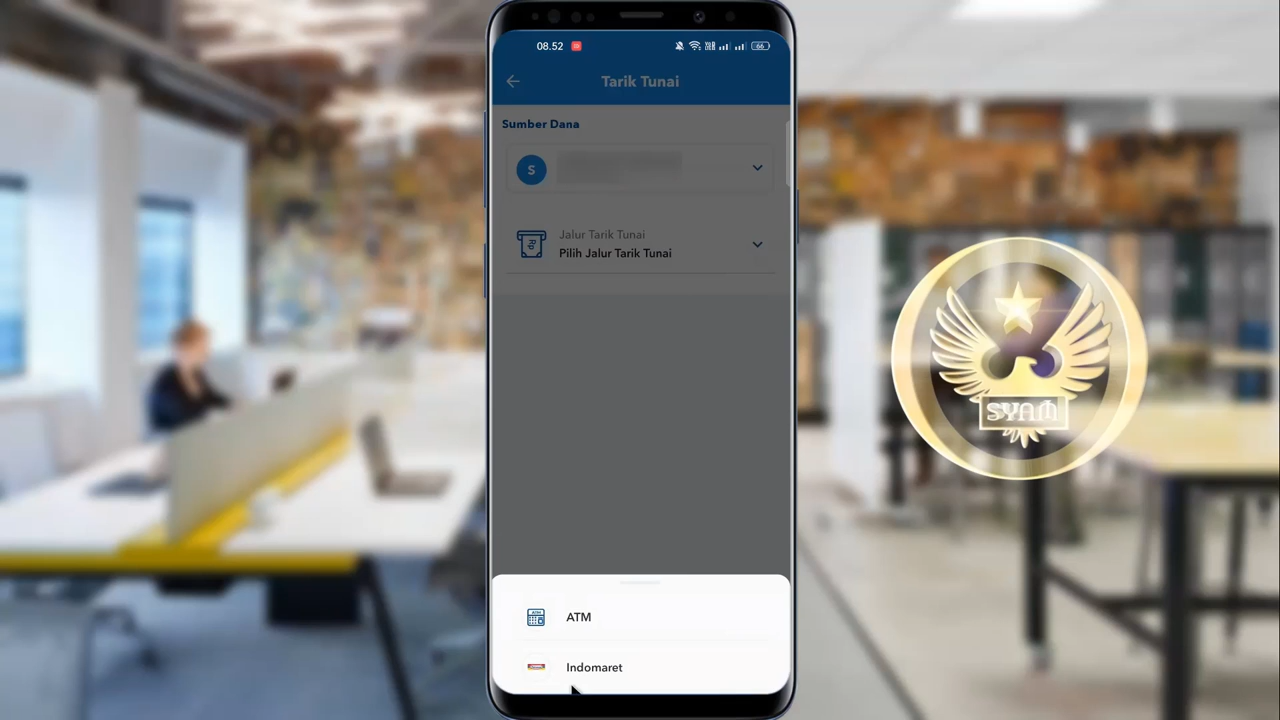 08.52
Tarik Tunai
Sumber Dana
S
Jalur Tarik Tunai
Pilih Jalur Tarik Tunai
ATM
Indomaret
SYAM